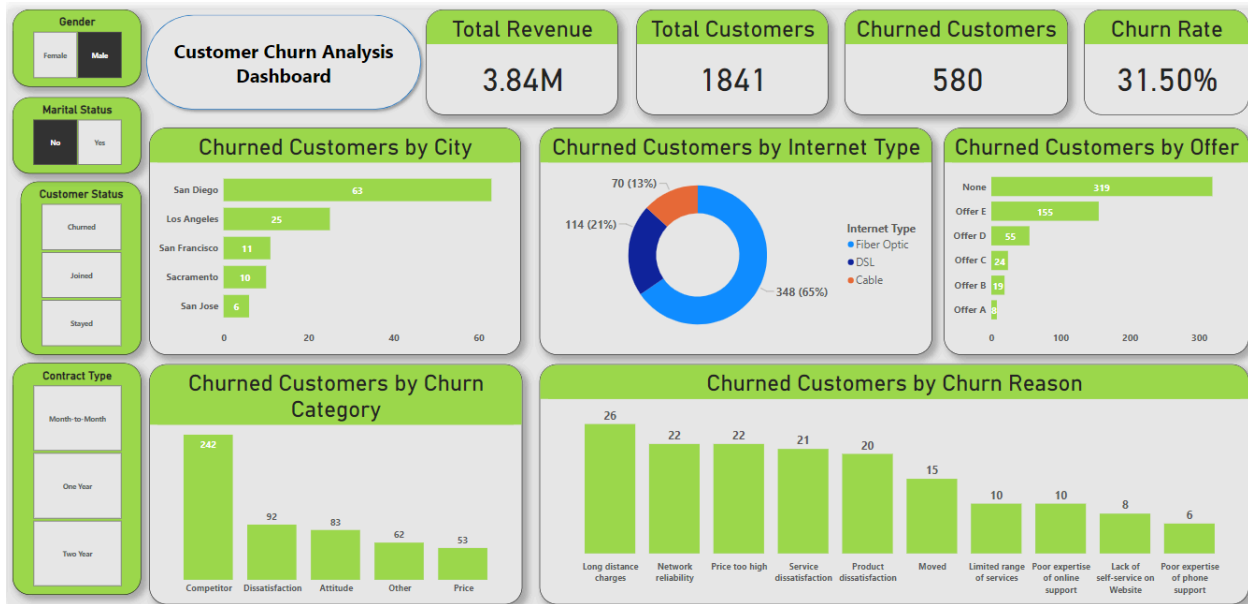 Gender
Female
Male
Customer Churn Analysis
Dashboard
Total Revenue
3.84M
Total Customers
1841
Churned Customers
580
Churn Rate
31.50%
Marital Status
No
Yes
Customer Status
Churned
Joined
Stayed
Contract Type
Month-to-Month
One Year
Two Year
Churned Customers by City
San Diego
63
Los Angeles
25
San Francisco
11
Sacramento
10
San Jose
6
0
20
40
60
Churned Customers by Internet Type
70 (13%)
114 (21%)
348 (65%)
Internet Type
Fiber Optic
DSL
Cable
Churned Customers by Offer
None
319
Offer E
155
Offer D
55
Offer C
24
Offer B
19
Offer A
0
100
200
300
Churned Customers by Churn
Category
242
92
83
62
53
Competitor
Dissatisfaction
Attitude
Other
Price
Churned Customers by Churn Reason
26
22
22
21
20
15
10
10
8
6
Long distance
charges
Network
reliability
Price too high
Service
dissatisfaction
Product
dissatisfaction
Moved
Limited range
of services
Poor expertise
of online
support
Lack of
self-service on
Website
Poor expertise
of phone
support